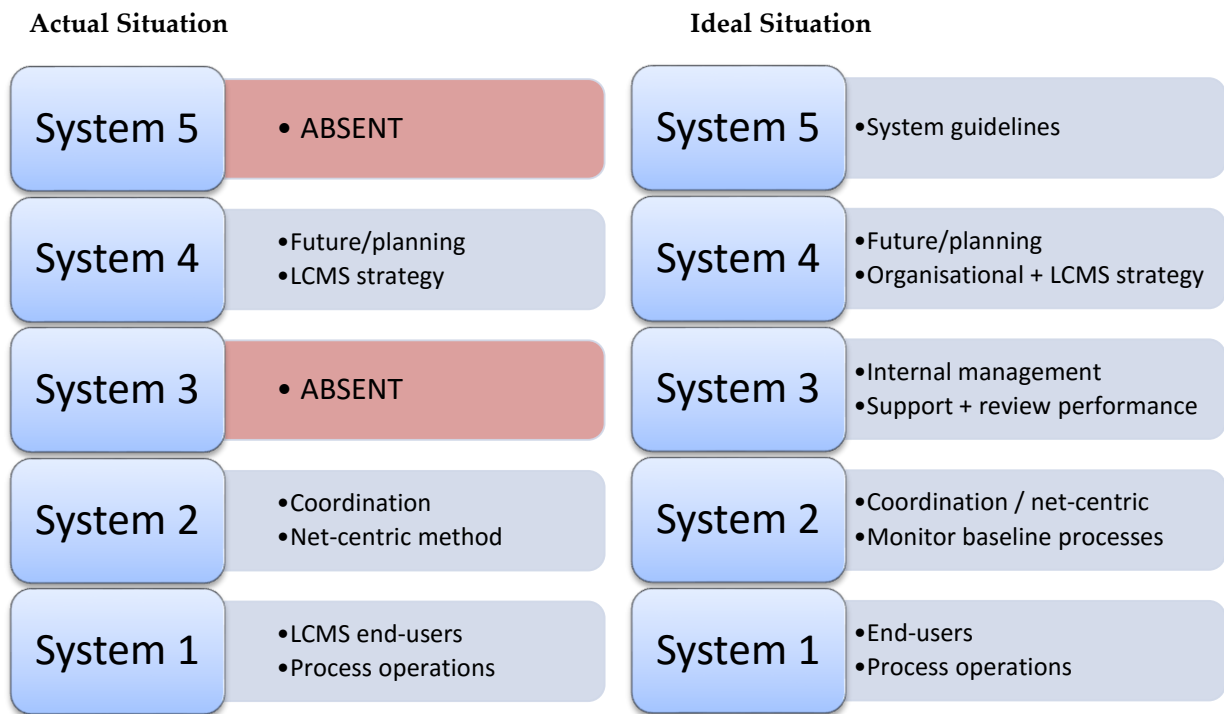 Actual Situation
System 5
• ABSENT
System 4
•Future/planning
•LCMS strategy
System 3
• ABSENT
System 2
•Coordination
•Net-centric method
System 1
•LCMS end-users
•Process operations
Ideal Situation
System 5
•System guidelines
System 4
•Future/planning
•Organisational + LCMS strategy
System 3
•Internal management
•Support + review performance
System 2
•Coordination / net-centric
•Monitor baseline processes
System 1
•End-users
•Process operations